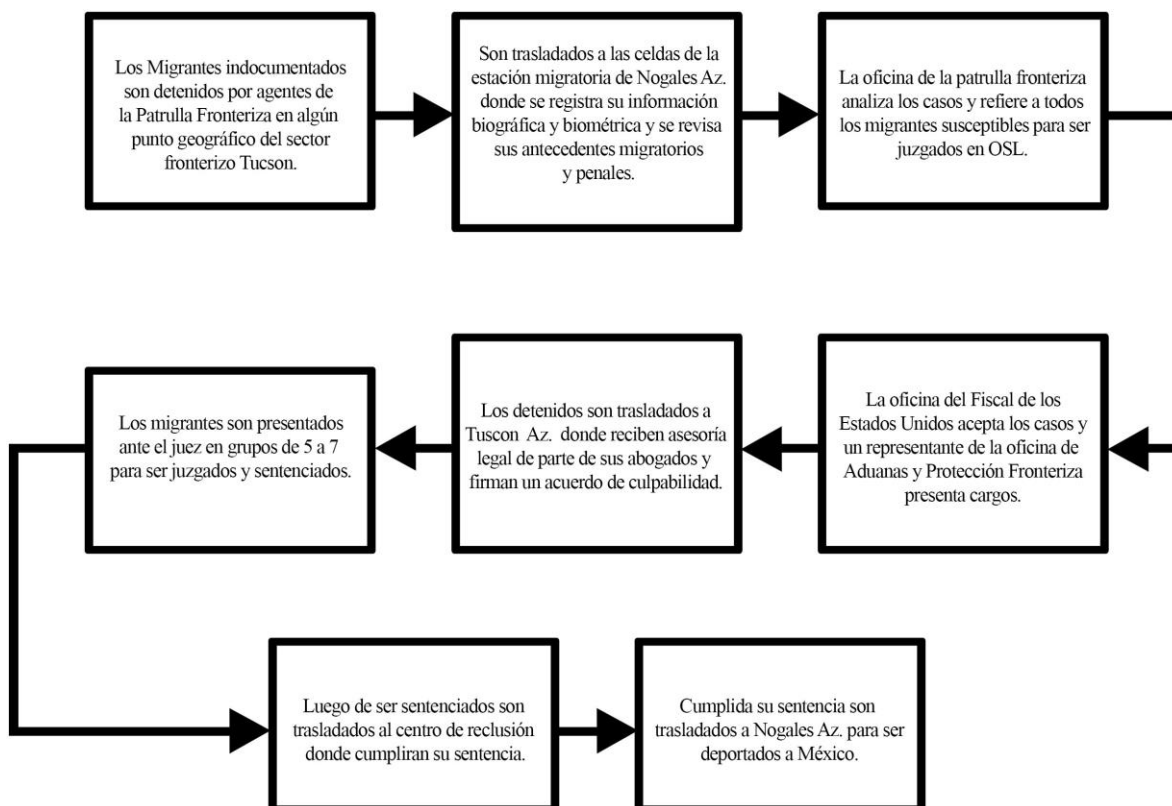 Los Migrantes indocumentados
son detenidos por agentes de
la Patrulla Fronteriza en algún
punto geográfico del sector
fronterizo Tucson.
Son trasladados a las celdas de la
estación migratoria de Nogales Az.
donde se registra su información
biográfica y biométrica y se revisa
sus antecedentes migratorios
y penales.
La oficina de la patrulla fronteriza
analiza los casos y refiere a todos
los migrantes susceptibles para ser
juzgados en OSL.
La oficina del Fiscal de los
Estados Unidos acepta los casos y
un representante de la oficina de
Aduanas y Protección Fronteriza
presenta cargos.
Los detenidos son trasladados a
Tuscon Az. donde reciben asesoría
legal de parte de sus abogados y
firman un acuerdo de culpabilidad.
Los migrantes son presentados
ante el juez en grupos de 5 a 7
para ser juzgados y sentenciados.
Luego de ser sentenciados son
trasladados al centro de reclusión
donde cumpliran su sentencia.
Cumplida su sentencia son
trasladados a Nogales Az. para ser
deportados a México.